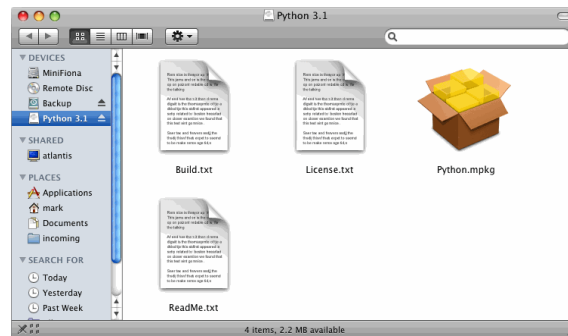 Python 3.1
DEVICES
MiniFiona
Remote Disc
Backup
Python 3.1
SHARED
atlantis
PLACES
Applications
mark
Documents
incoming
SEARCH FOR
Today
Yesterday
Past Week
Build.txt
License.txt
Python.mpkg
ReadMe.txt
4 items, 2.2 MB available